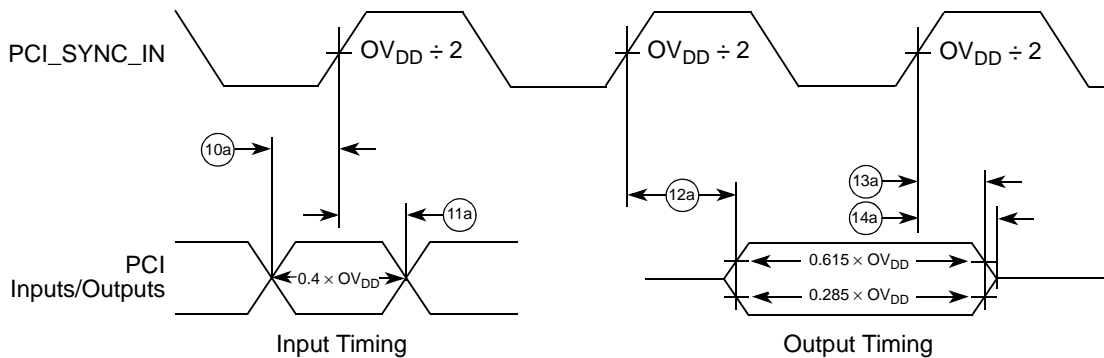 PCI_SYNC_IN
OV_DD ÷ 2
OV_DD ÷ 2
OV_DD ÷ 2
10a
11a
12a
13a
14a
PCI
Inputs/Outputs
0.4 × OV_DD
0.615 × OV_DD
0.285 × OV_DD
Input Timing
Output Timing